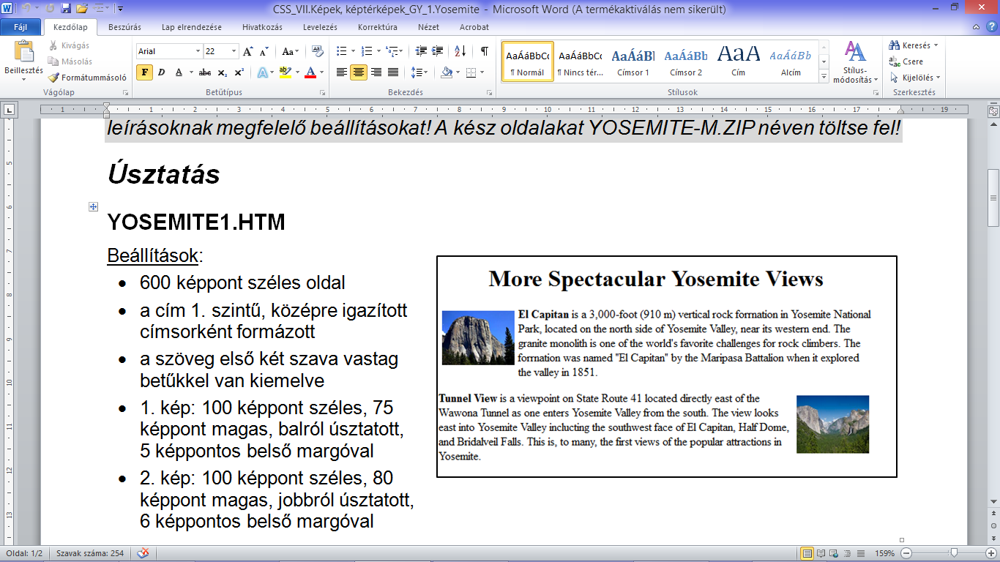 CSS_VII.Képek, képtérképek_GY_1.Yosemite - Microsoft Word (A termékaktiválás nem sikerült)
Fájl Kezdőlap Beszúrás Lap elrendezése Hivatkozás Levelezés Korrektúra Nézet Acrobat
Beillesztés
Kivágás
Másolás
Formátummásoló
Vágólap
Arial 22
Betűtípus
Bekezdés
AaÁáBbCc AaÁáBbCc AaÁáBl AaÁáBb AaÁ AaÁáBb
¶ Normál ¶ Nincs tér... Címsor 1 Címsor 2 Cím Alcím
Stílusok
Stílus-
módosítás
Keresés
Csere
Kijelölés
Szerkesztés
leírásoknak megfelelő beállításokat! A kész oldalakat YOSEMITE-M.ZIP néven töltse fel!
Úsztatás
YOSEMITE1.HTM
Beállítások:
• 600 képpont széles oldal
• a cím 1. szintű, középre igazított
címsorként formázott
• a szöveg első két szava vastag
betűkkel van kiemelve
• 1. kép: 100 képpont széles, 75
képpont magas, balról úsztatott,
5 képpontos belső margóval
• 2. kép: 100 képpont széles, 80
képpont magas, jobbról úsztatott,
6 képpontos belső margóval
More Spectacular Yosemite Views
El Capitan is a 3,000-foot (910 m) vertical rock forrnation in Yosemite National
Park, located on the north side of Yosemite Valley, near its western end. The
granite monolith is one of the world's favorite challenges for rock climbers. The
forrnation was named "El Capitan" by the Maripasa Battalion when it explored
the valley in 1851.
Tunnel View is a viewpoint on State Route 41 located directly east of the
Wawona Tunnel as one enters Yosemite Valley from the south. The view looks
east into Yosemite Valley inclucting the southwest face of El Capitan, Half Dome,
and Bridalveil Falls. This is, to many, the first views of the popular attractions in
Yosemite.
Oldal: 1/2 Szavak száma: 254 159%